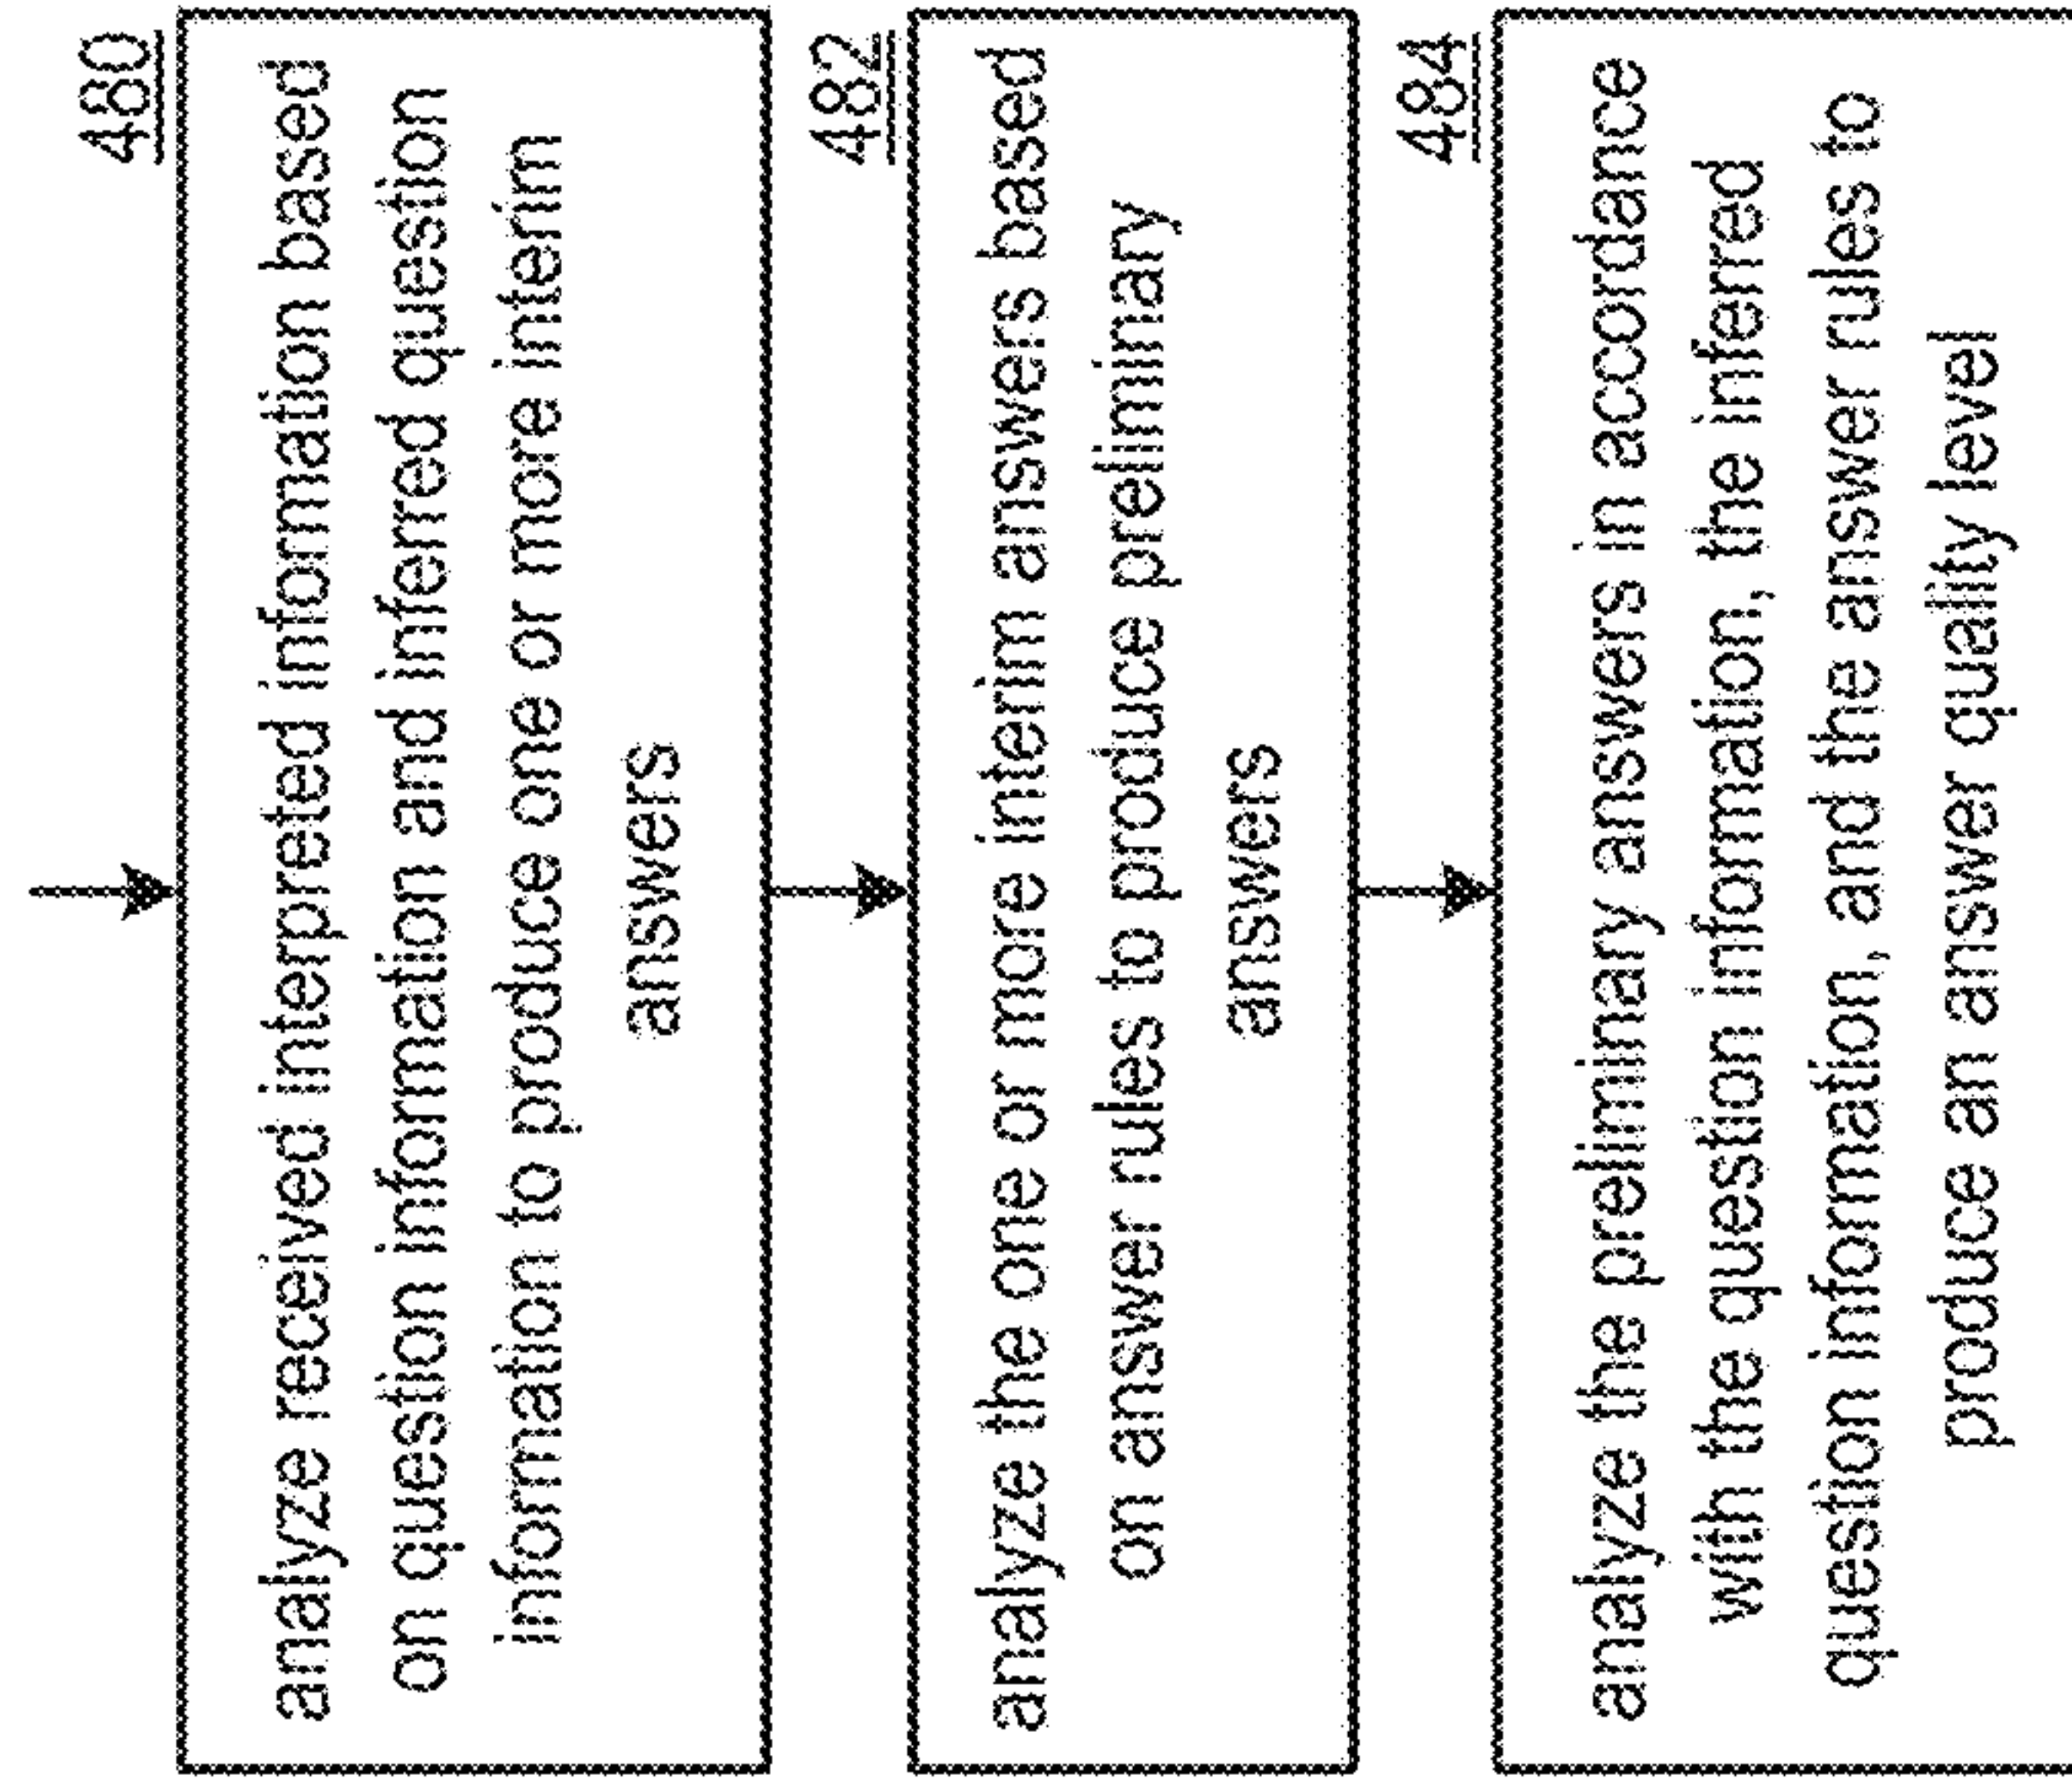 480
analyze received interpreted information based
on question information and inferred question
information to produce one or more interim
answers
482
analyze the one or more interim answers based
on answer rules to produce preliminary
answers
484
analyze the preliminary answers in accordance
with the question information, the inferred
question information, and the answer rules to
produce an answer quality level